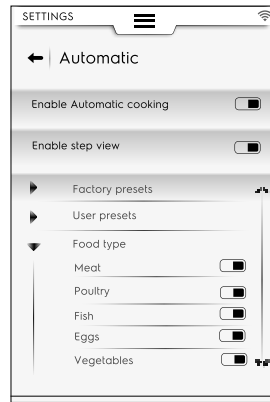 SETTINGS
Automatic
Enable Automatic cooking
Enable step view
Factory presets
User presets
Food type
Meat
Poultry
Fish
Eggs
Vegetables